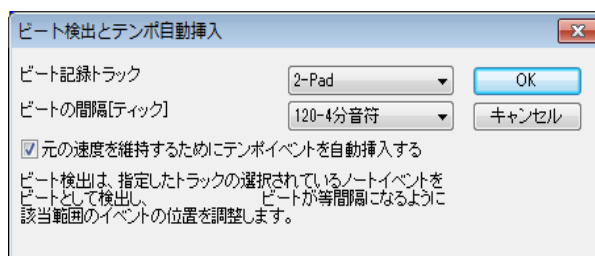 ビート検出とテンポ自動挿入
ビート記録トラック
2-Pad
OK
ビートの間隔[ティック]
120-4分音符
キャンセル
元の速度を維持するためにテンポイベントを自動挿入する
ビート検出は、指定したトラックの選択されているノートイベントを
ビートとして検出し、 ビートが等間隔になるように
該当範囲のイベントの位置を調整します。